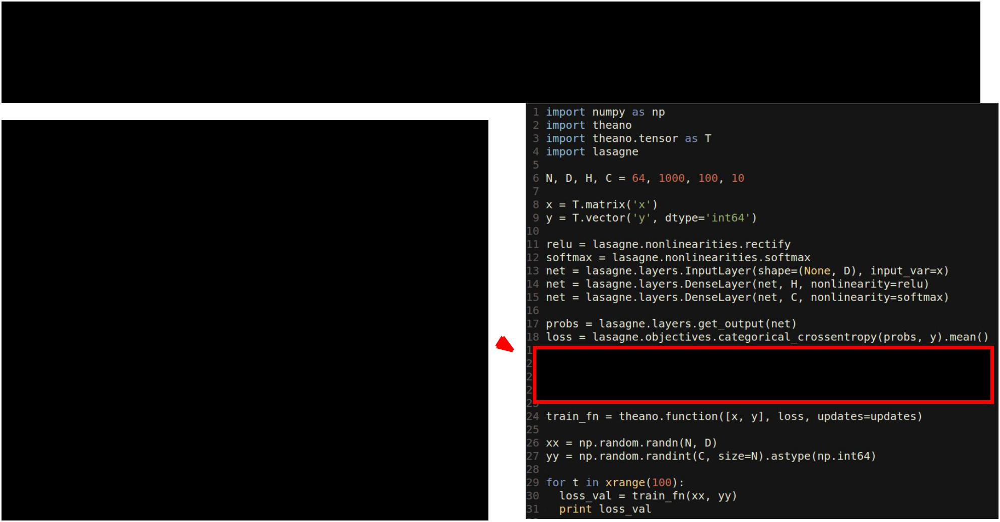 1 import numpy as np
2 import theano
3 import theano.tensor as T
4 import lasagne
5
6 N, D, H, C = 64, 1000, 100, 10
7
8 x = T.matrix('x')
9 y = T.vector('y', dtype='int64')
10
11 relu = lasagne.nonlinearities.rectify
12 softmax = lasagne.nonlinearities.softmax
13 net = lasagne.layers.InputLayer(shape=(None, D), input_var=x)
14 net = lasagne.layers.DenseLayer(net, H, nonlinearity=relu)
15 net = lasagne.layers.DenseLayer(net, C, nonlinearity=softmax)
16
17 probs = lasagne.layers.get_output(net)
18 loss = lasagne.objectives.categorical_crossentropy(probs, y).mean()
1
2
2
2
23
24 train_fn = theano.function([x, y], loss, updates=updates)
25
26 xx = np.random.randn(N, D)
27 yy = np.random.randint(C, size=N).astype(np.int64)
28
29 for t in xrange(100):
30   loss_val = train_fn(xx, yy)
31   print loss_val